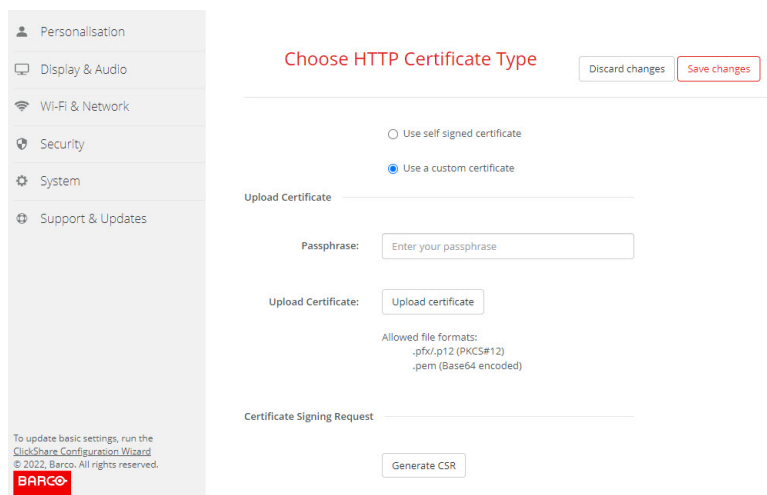 Personalisation
Display & Audio
Wi-Fi & Network
Security
System
Support & Updates
To update basic settings, run the
ClickShare Configuration Wizard
© 2022, Barco. All rights reserved.
BARCO
Choose HTTP Certificate Type
Discard changes
Save changes
Use self signed certificate
Use a custom certificate
Upload Certificate
Passphrase:
Enter your passphrase
Upload Certificate:
Upload certificate
Allowed file formats:
.pfx/.p12 (PKCS#12)
.pem (Base64 encoded)
Certificate Signing Request
Generate CSR